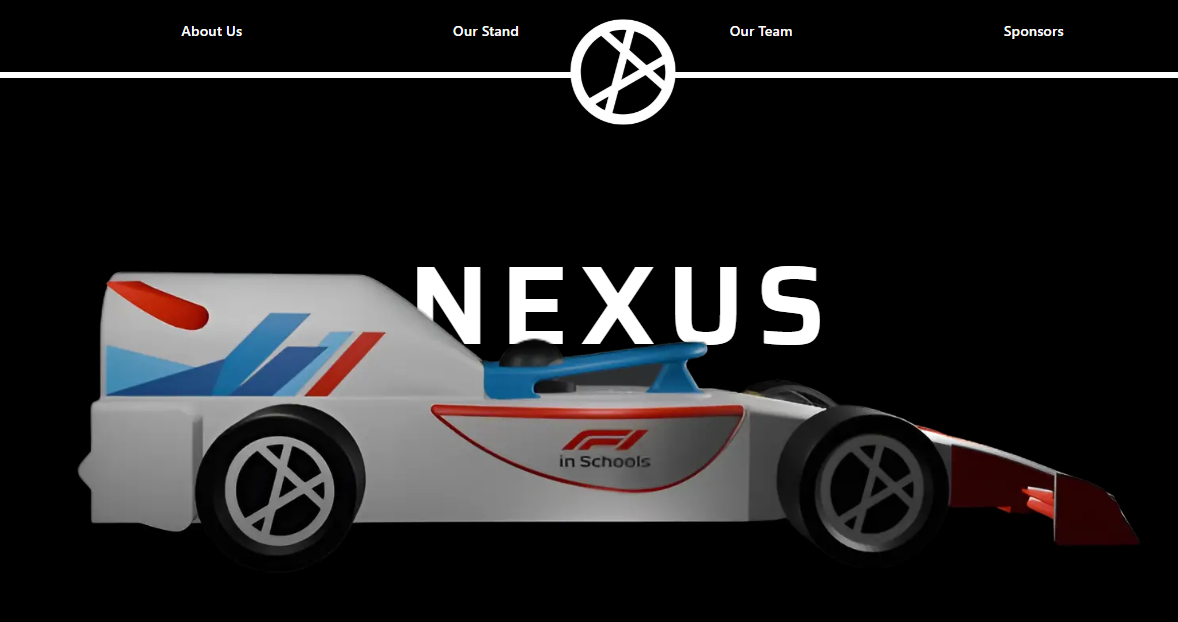 About Us
Our Stand
Our Team
Sponsors
NEXUS
F1
in Schools